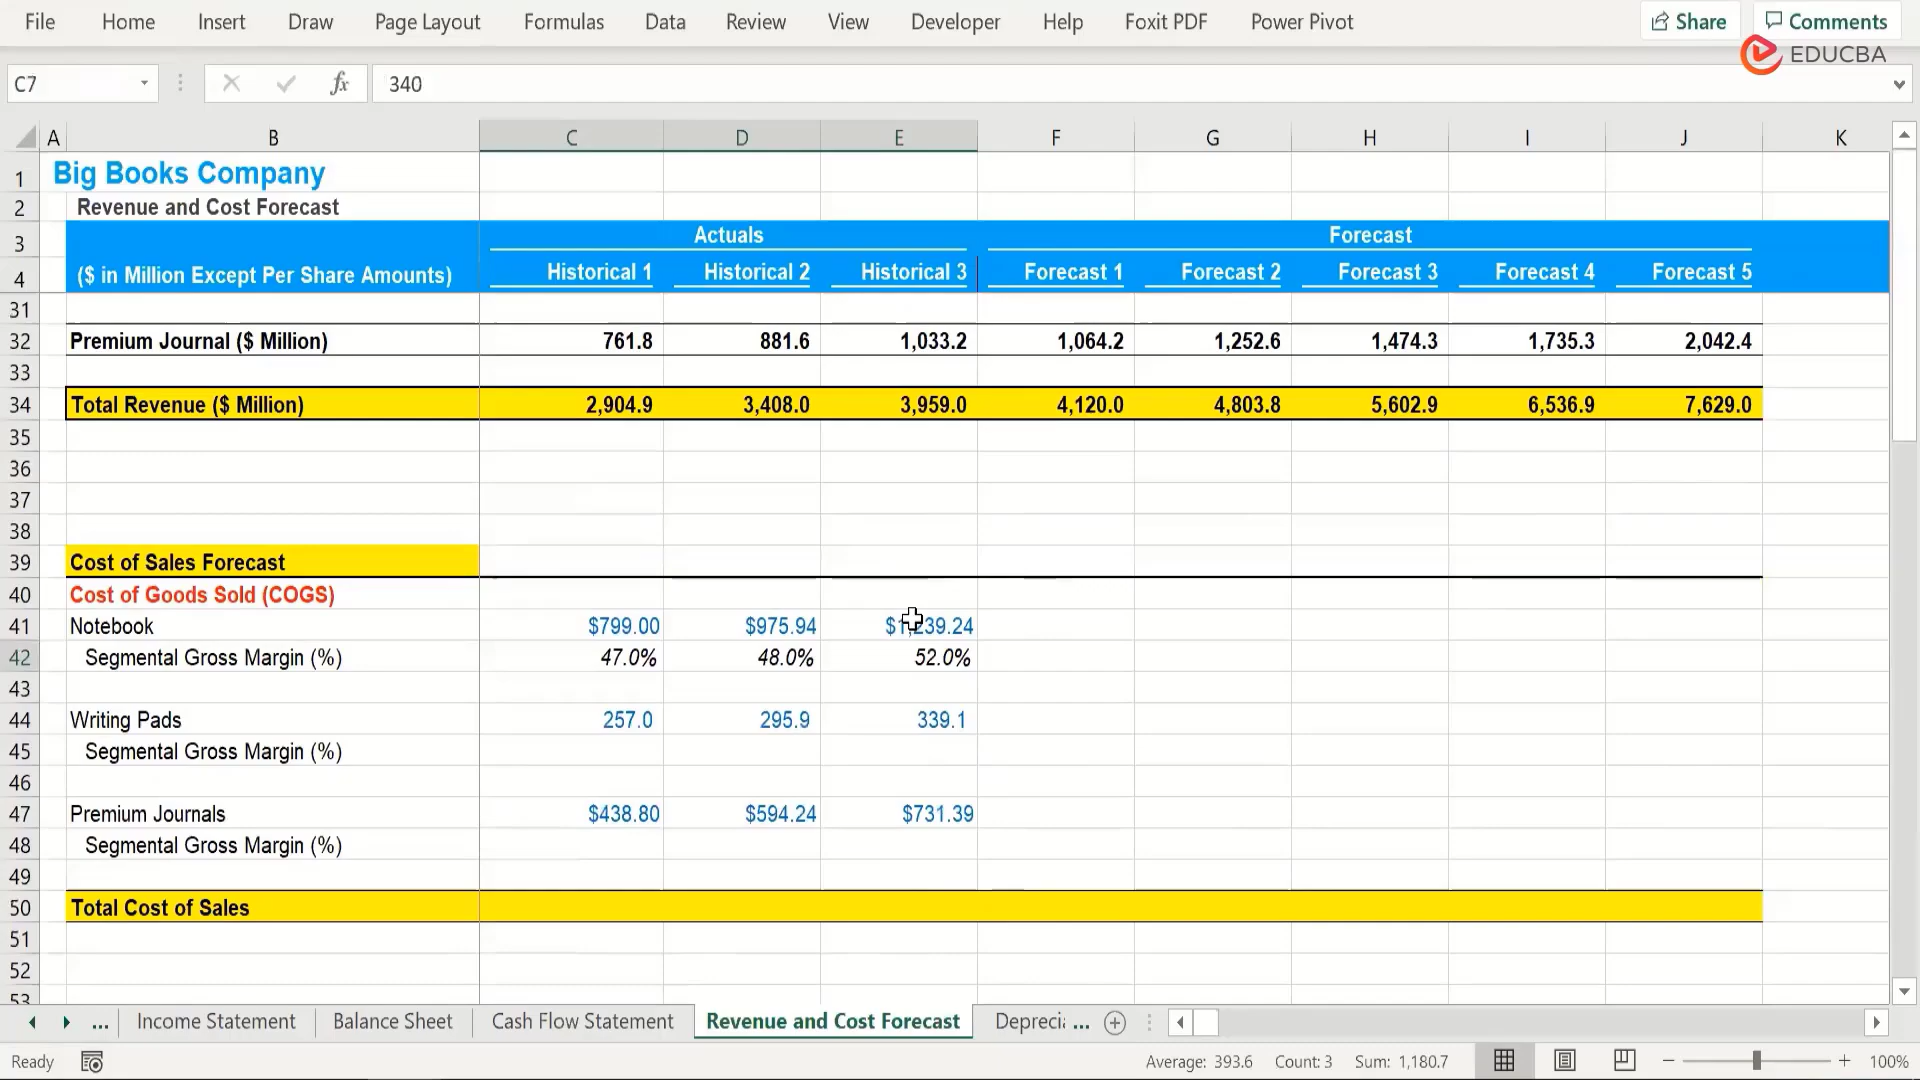 File Home Insert Draw Page Layout Formulas Data Review View Developer Help Foxit PDF Power Pivot Share Comments
EDUCBA
C7 fx 340
A B C D E F G H I J K
1 Big Books Company
2 Revenue and Cost Forecast
3 Actuals Forecast
4 ($ in Million Except Per Share Amounts) Historical 1 Historical 2 Historical 3 Forecast 1 Forecast 2 Forecast 3 Forecast 4 Forecast 5
31
32 Premium Journal ($ Million) 761.8 881.6 1,033.2 1,064.2 1,252.6 1,474.3 1,735.3 2,042.4
33
34 Total Revenue ($ Million) 2,904.9 3,408.0 3,959.0 4,120.0 4,803.8 5,602.9 6,536.9 7,629.0
35
36
37
38
39 Cost of Sales Forecast
40 Cost of Goods Sold (COGS)
41 Notebook $799.00 $975.94 $1,239.24
42 Segmental Gross Margin (%) 47.0% 48.0% 52.0%
43
44 Writing Pads 257.0 295.9 339.1
45 Segmental Gross Margin (%)
46
47 Premium Journals $438.80 $594.24 $731.39
48 Segmental Gross Margin (%)
49
50 Total Cost of Sales
51
52
53
... Income Statement Balance Sheet Cash Flow Statement Revenue and Cost Forecast Depreci ...
Ready Average: 393.6 Count: 3 Sum: 1,180.7 100%